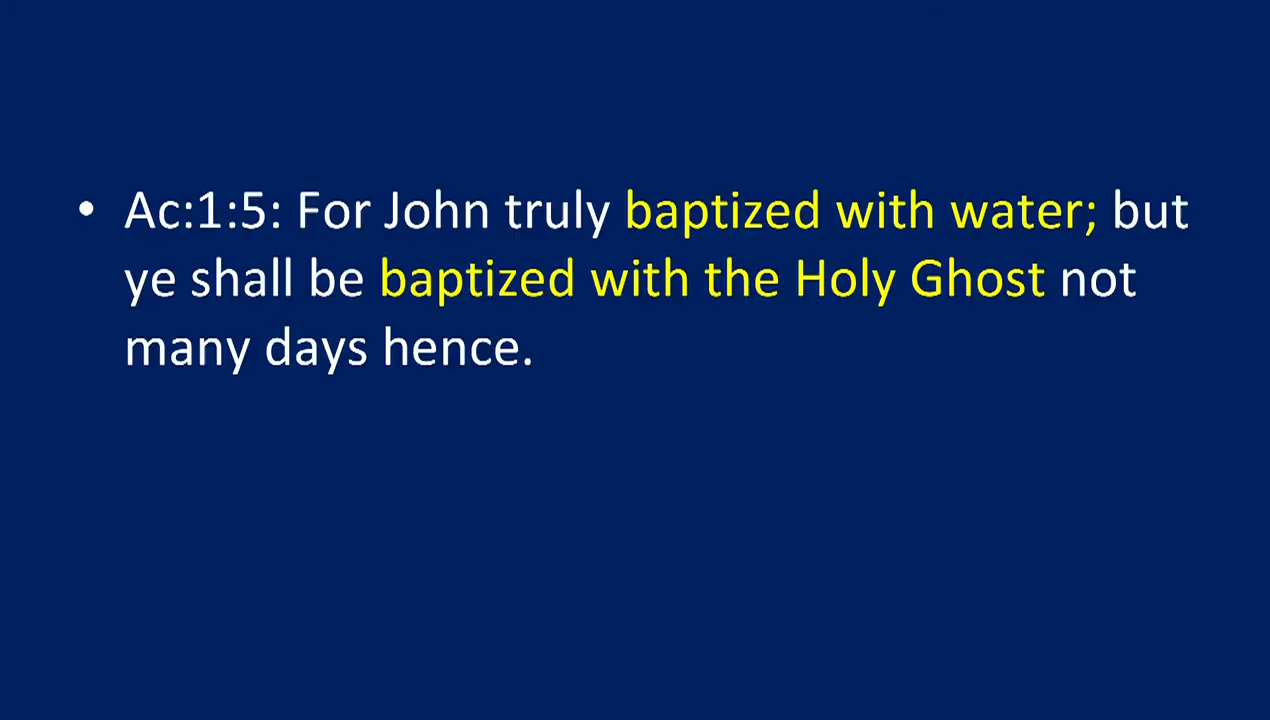 • Ac:1:5: For John truly baptized with water; but
ye shall be baptized with the Holy Ghost not
many days hence.